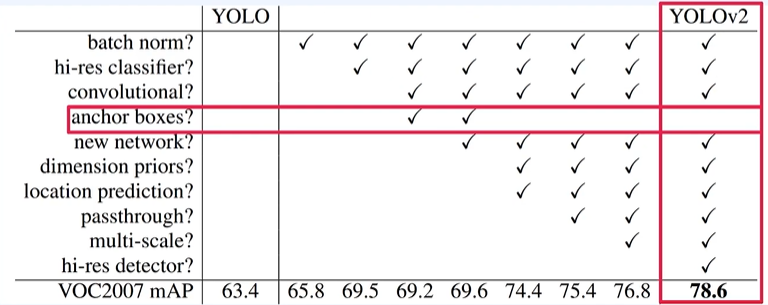 YOLO YOLOv2
batch norm? ✓ ✓ ✓ ✓ ✓ ✓ ✓ ✓
hi-res classifier? ✓ ✓ ✓ ✓ ✓ ✓ ✓
convolutional? ✓ ✓ ✓ ✓ ✓ ✓
anchor boxes? ✓ ✓
new network? ✓ ✓ ✓ ✓ ✓
dimension priors? ✓ ✓ ✓ ✓
location prediction? ✓ ✓ ✓ ✓
passthrough? ✓ ✓ ✓
multi-scale? ✓ ✓
hi-res detector? ✓
VOC2007 mAP 63.4 65.8 69.5 69.2 69.6 74.4 75.4 76.8 78.6